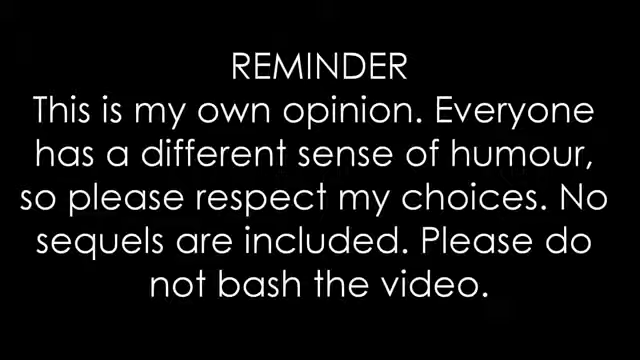 REMINDER
This is my own opinion. Everyone
has a different sense of humour,
so please respect my choices. No
sequels are included. Please do
not bash the video.